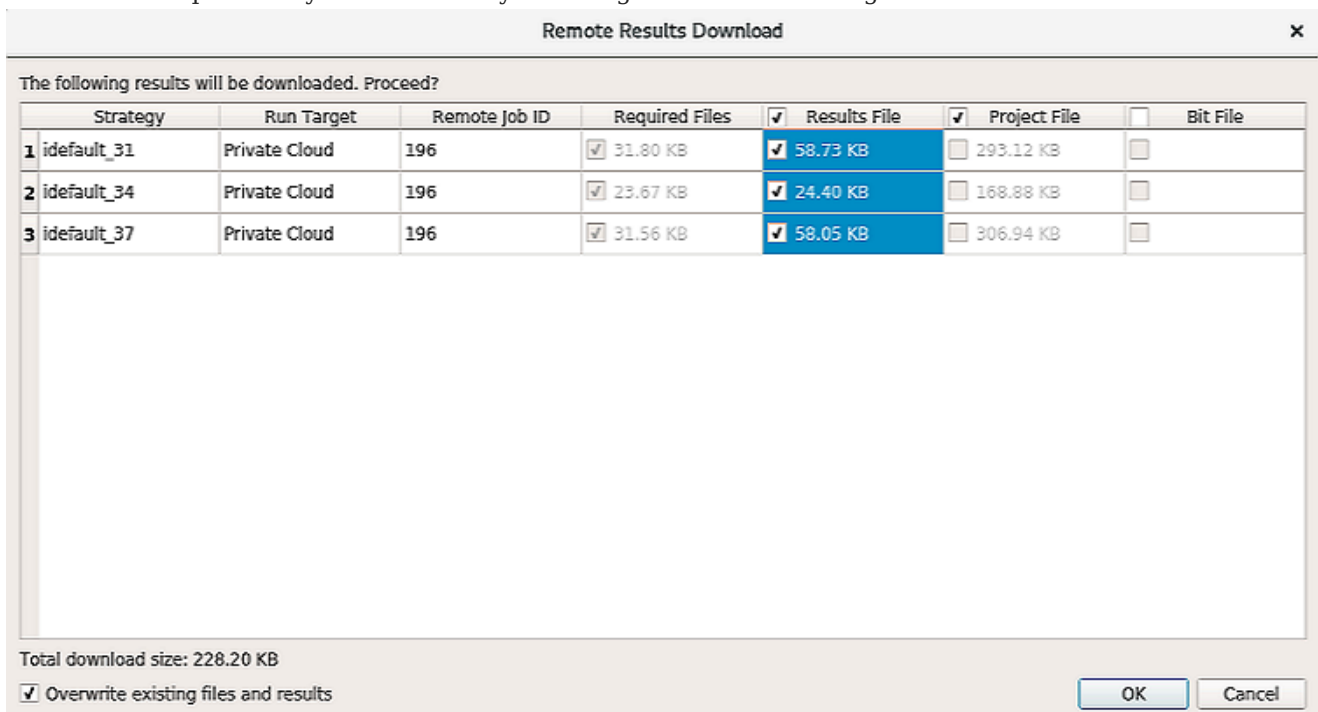 Remote Results Download
The following results will be downloaded. Proceed?
Strategy Run Target Remote Job ID Required Files Results File Project File Bit File
1 idefault_31 Private Cloud 196 31.80 KB 58.73 KB 293.12 KB
2 idefault_34 Private Cloud 196 23.67 KB 24.40 KB 168.88 KB
3 idefault_37 Private Cloud 196 31.56 KB 58.05 KB 306.94 KB
Total download size: 228.20 KB
Overwrite existing files and results OK Cancel